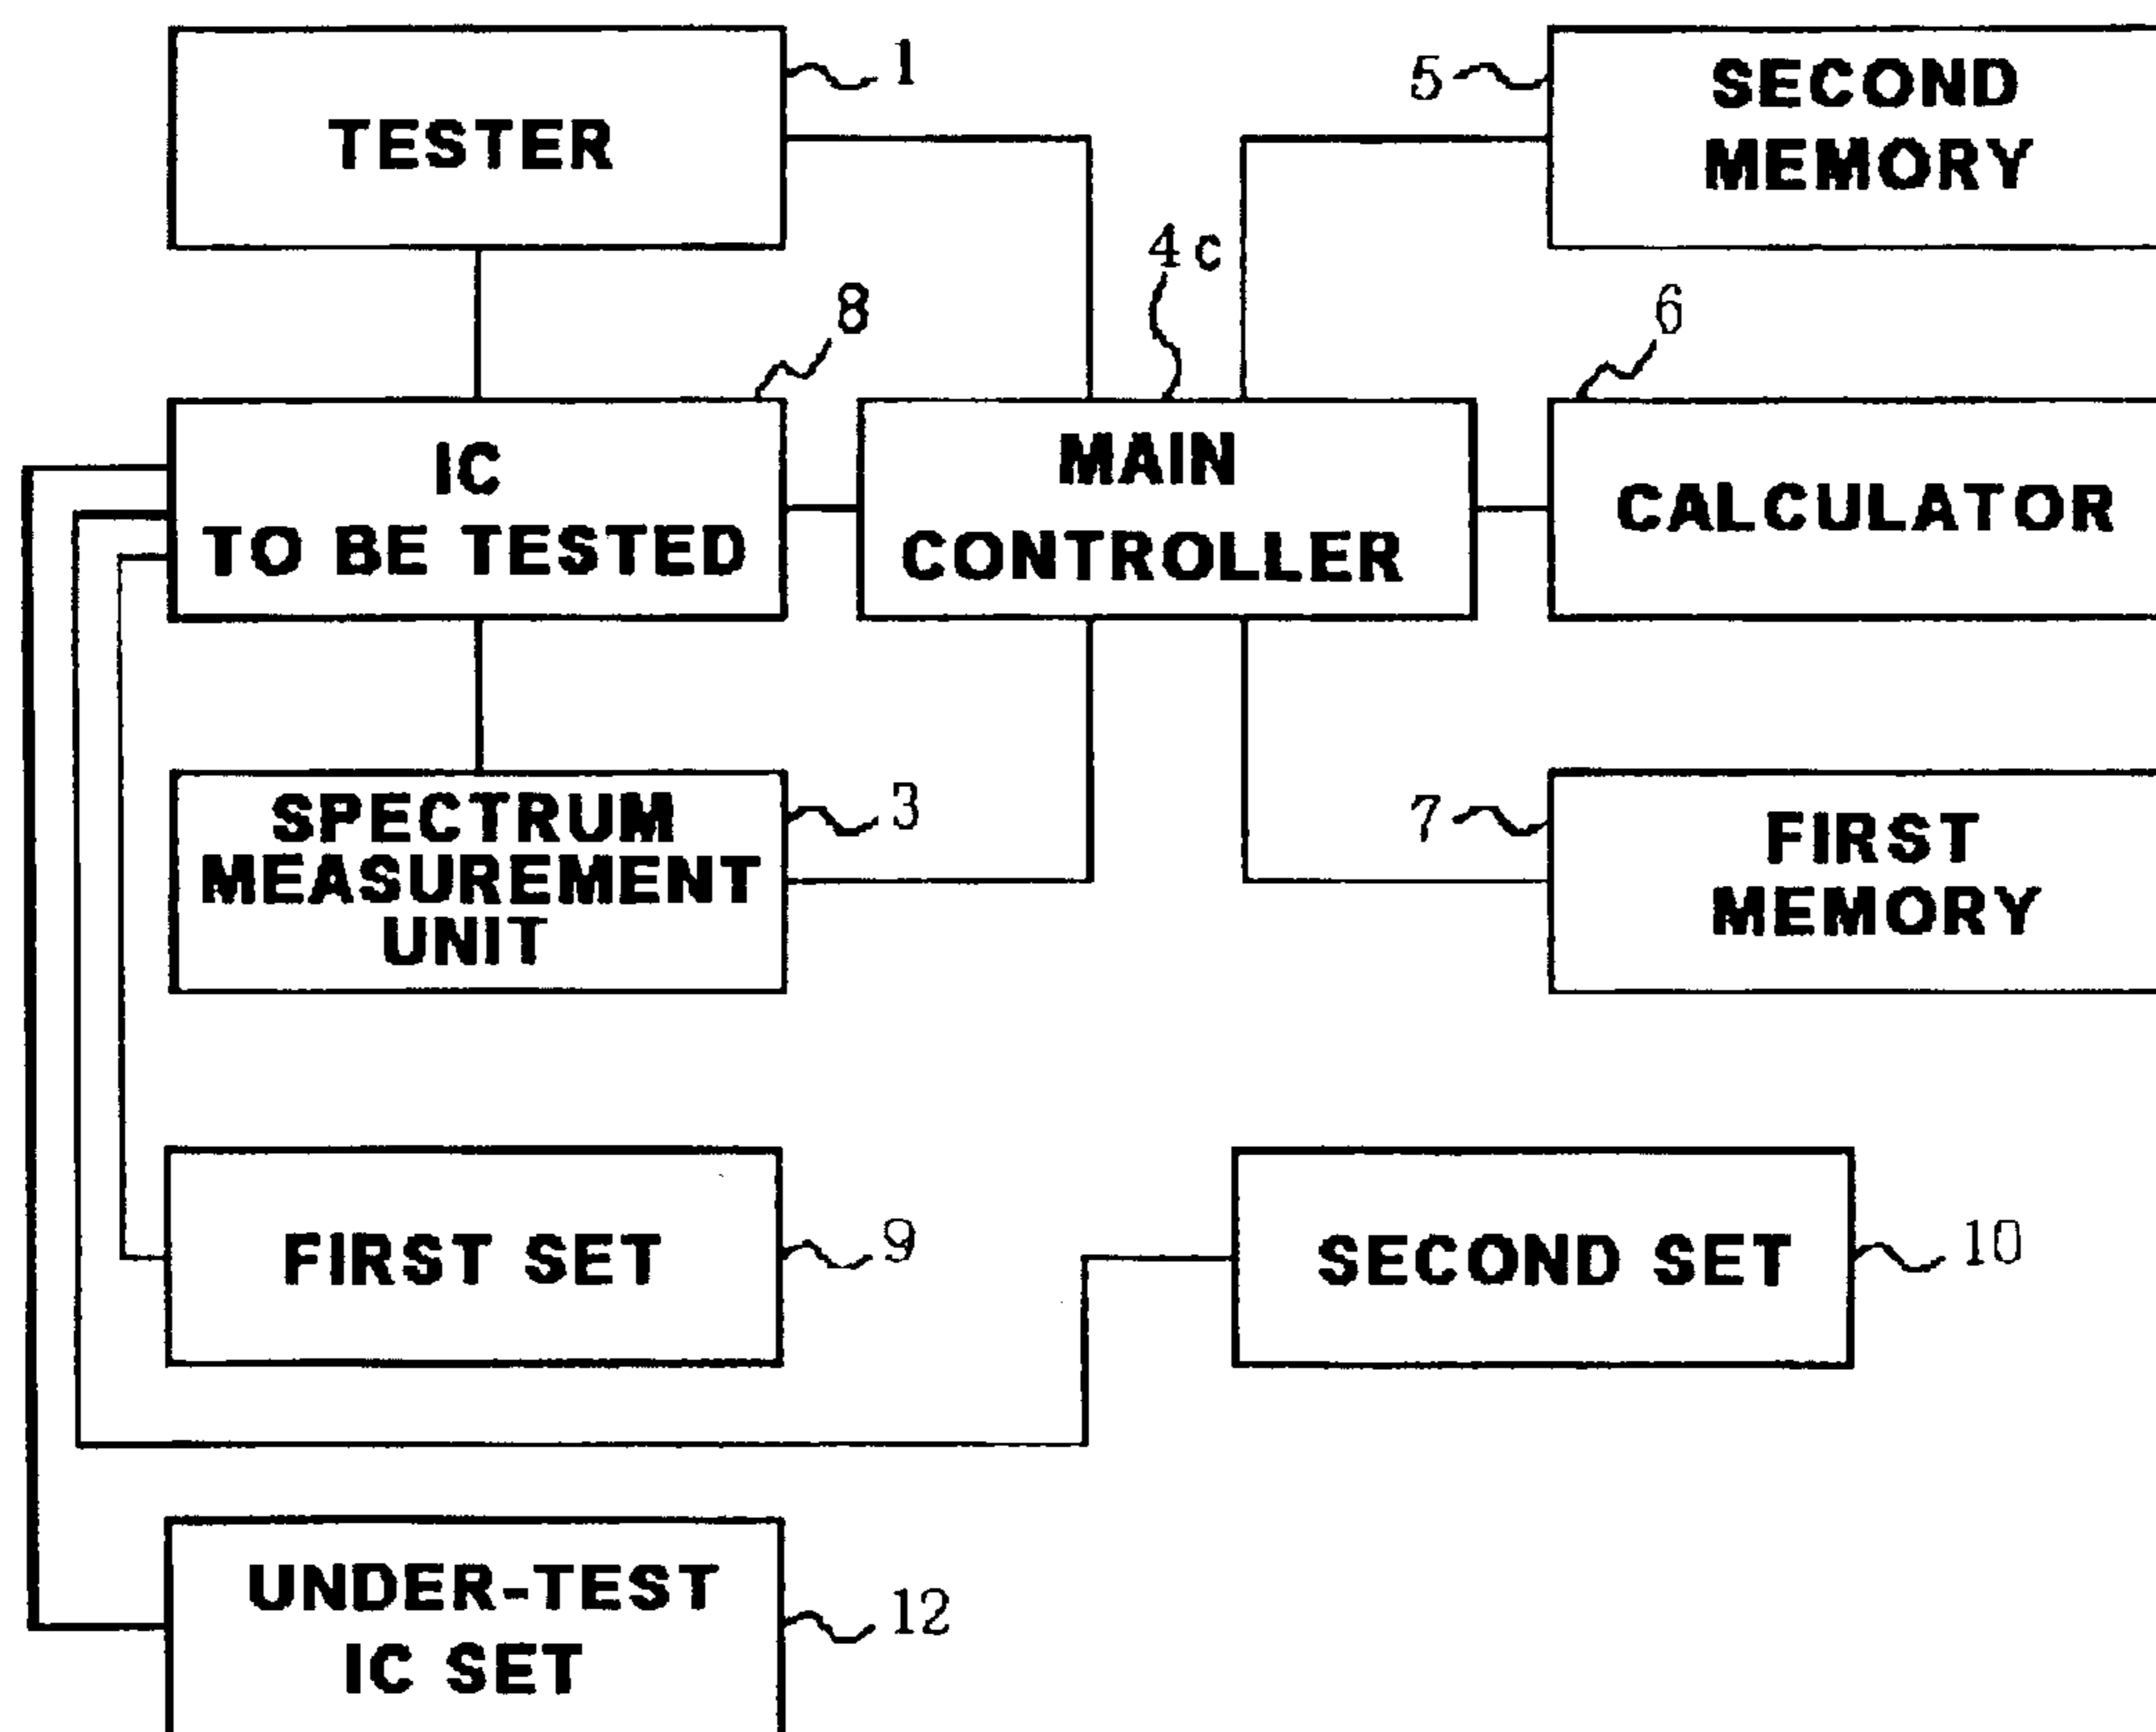 TESTER
1
5
SECOND
MEMORY
4c
8
6
IC
TO BE TESTED
MAIN
CONTROLLER
CALCULATOR
SPECTRUM
MEASUREMENT
UNIT
3
7
FIRST
MEMORY
FIRST SET
9
SECOND SET
10
UNDER-TEST
IC SET
12